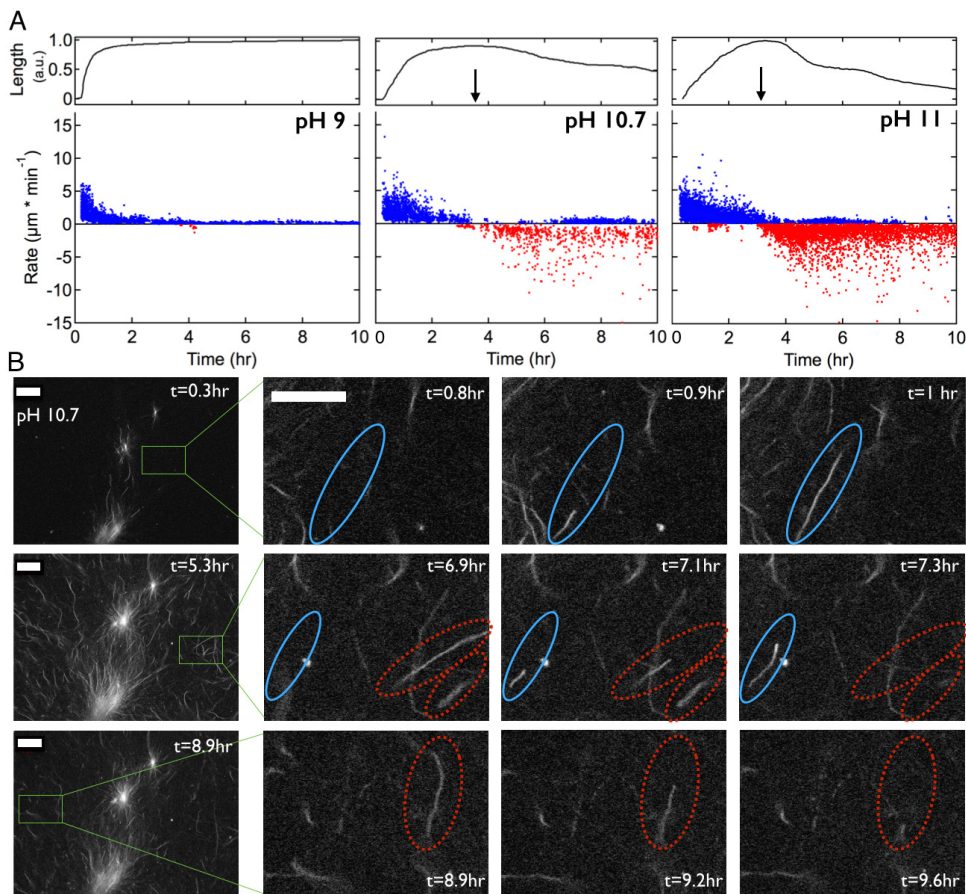 A
Length
(a.u.)
1.0
0.5
0
pH 9
pH 10.7
pH 11
Rate (µm * min⁻¹)
15
10
5
0
-5
-10
-15
0 2 4 6 8 10
0 2 4 6 8 10
0 2 4 6 8 10
Time (hr)
Time (hr)
Time (hr)
B
t=0.3hr
pH 10.7
t=0.8hr
t=0.9hr
t=1 hr
t=5.3hr
t=6.9hr
t=7.1hr
t=7.3hr
t=8.9hr
t=8.9hr
t=9.2hr
t=9.6hr